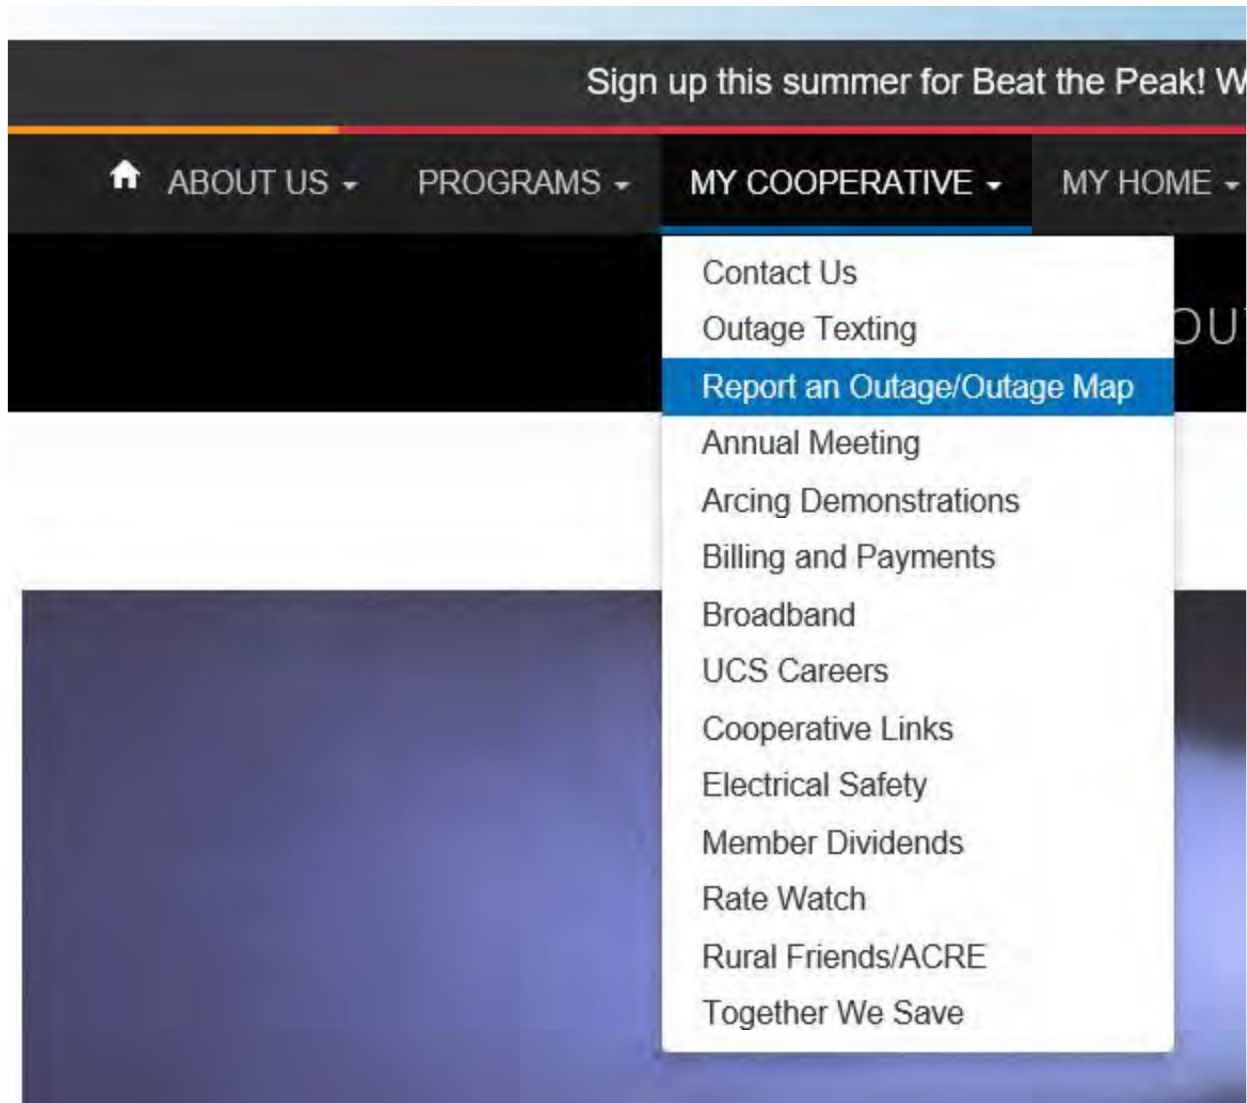 Sign up this summer for Beat the Peak! W
ABOUT US PROGRAMS MY COOPERATIVE MY HOME
Contact Us
Outage Texting
OU
Report an Outage/Outage Map
Annual Meeting
Arcing Demonstrations
Billing and Payments
Broadband
UCS Careers
Cooperative Links
Electrical Safety
Member Dividends
Rate Watch
Rural Friends/ACRE
Together We Save